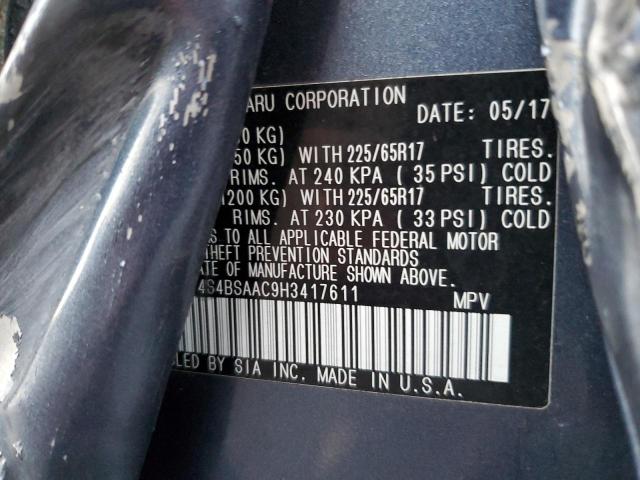 ARU CORPORATION
DATE: 05/17
0 KG)
50 KG) WITH 225/65R17 TIRES.
RIMS. AT 240 KPA ( 35 PSI) COLD
200 KG) WITH 225/65R17 TIRES.
RIMS. AT 230 KPA ( 33 PSI) COLD
S TO ALL APPLICABLE FEDERAL MOTOR
THEFT PREVENTION STANDARDS
ATE OF MANUFACTURE SHOWN ABOVE.
4S4BSAAC9H3417611 MPV
LED BY SIA INC. MADE IN U.S.A.